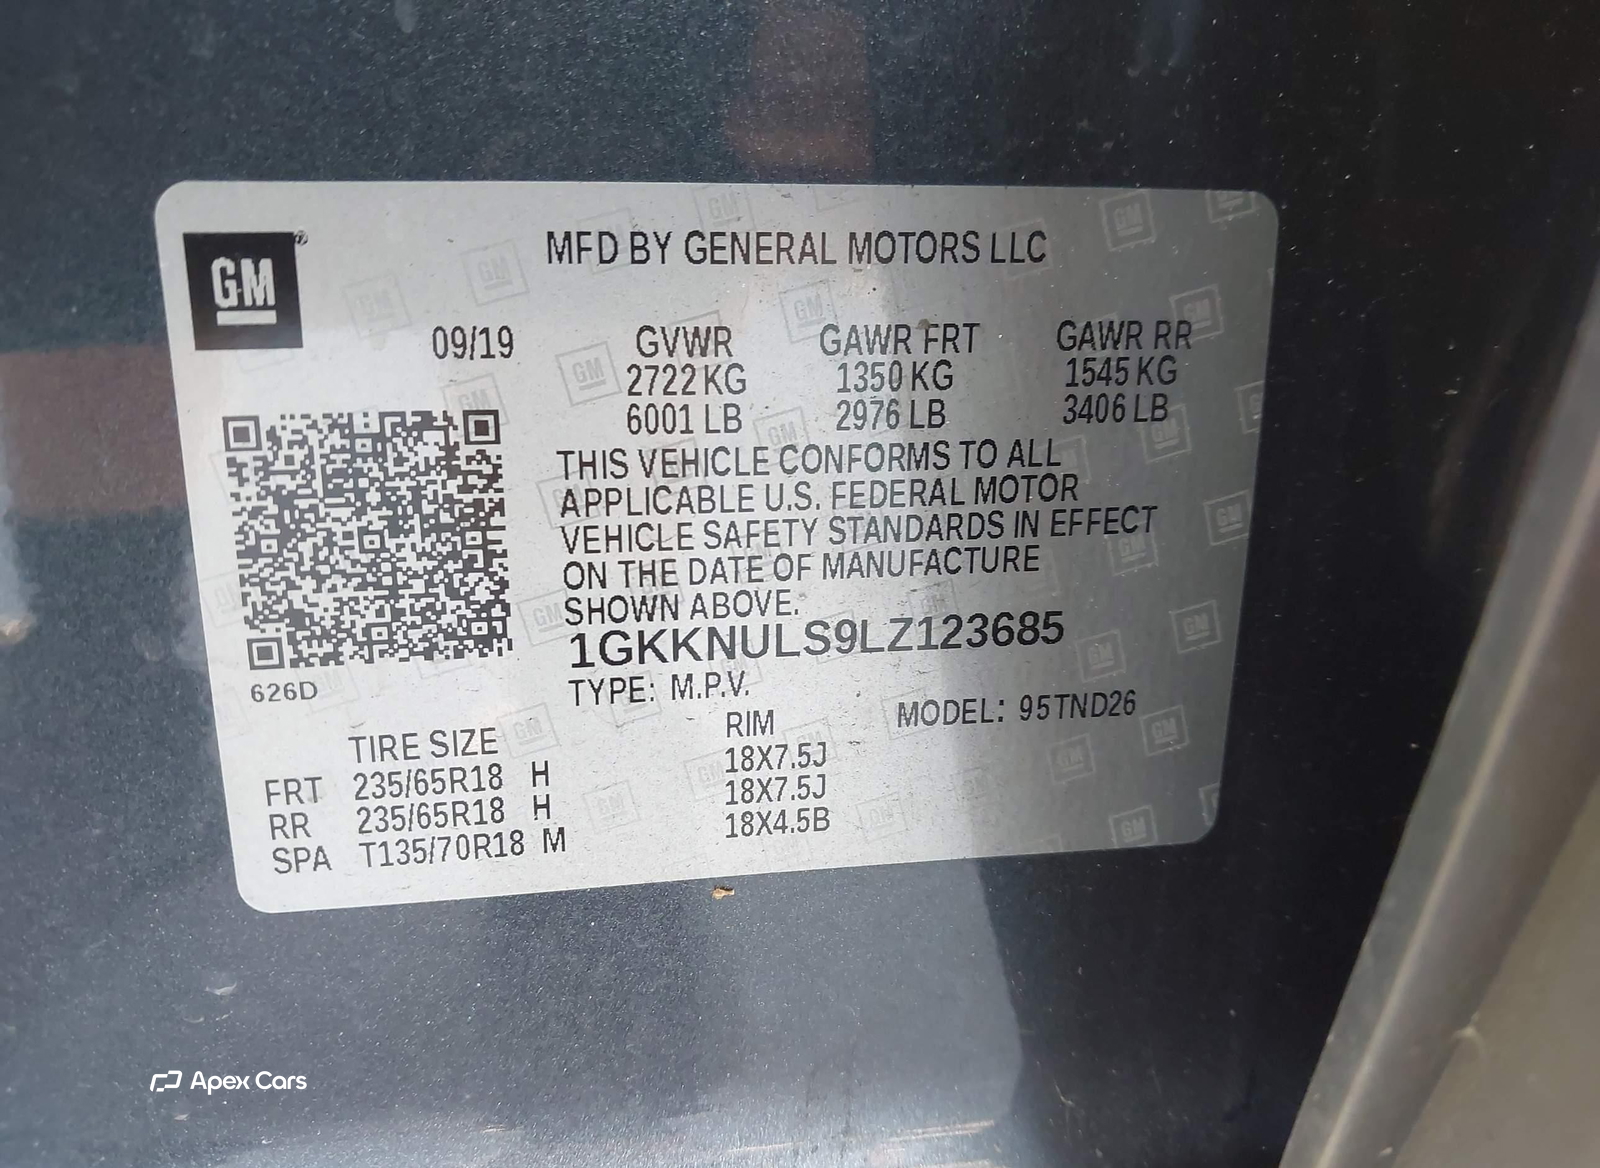 GM®
MFD BY GENERAL MOTORS LLC
09/19
GVWR GAWR FRT GAWR RR
2722 KG 1350 KG 1545 KG
6001 LB 2976 LB 3406 LB
THIS VEHICLE CONFORMS TO ALL
APPLICABLE U.S. FEDERAL MOTOR
VEHICLE SAFETY STANDARDS IN EFFECT
ON THE DATE OF MANUFACTURE
SHOWN ABOVE.
1GKKNULS9LZ123685
626D
TYPE: M.P.V. MODEL: 95TND26
TIRE SIZE RIM
FRT 235/65R18 H 18X7.5J
RR 235/65R18 H 18X7.5J
SPA T135/70R18 M 18X4.5B
Apex Cars